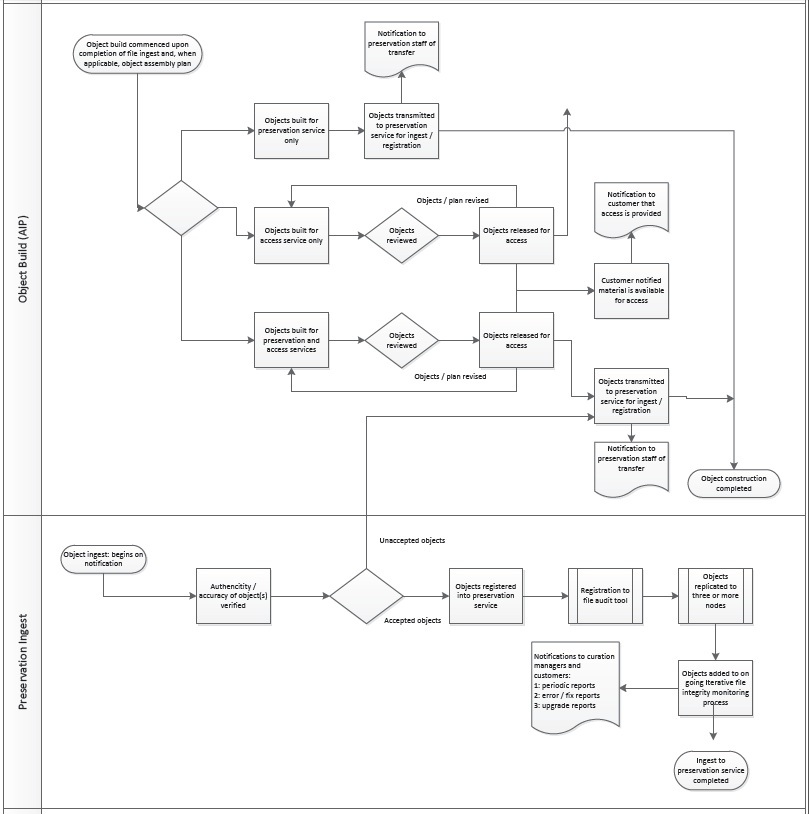 Object Build (AIP)
Object build commenced upon
completion of file ingest and, when
applicable, object assembly plan
Notification to
preservation staff of
transfer
Objects built for
preservation service
only
Objects transmitted
to preservation
service for ingest /
registration
Objects / plan revised
Notification to
customer that
access is provided
Objects built for
access service only
Objects
reviewed
Objects released for
access
Customer notified
material is available
for access
Objects built for
preservation and
access services
Objects
reviewed
Objects released for
access
Objects / plan revised
Objects transmitted
to preservation
service for ingest /
registration
Notification to
preservation staff of
transfer
Object construction
completed
Preservation Ingest
Unaccepted objects
Object ingest: begins on
notification
Authencitity /
accuracy of object(s)
verified
Objects registered
into preservation
service
Registration to
file audit tool
Objects
replicated to
three or more
nodes
Accepted objects
Notifications to curation
managers and
customers:
1: periodic reports
2: error / fix reports
3: upgrade reports
Objects added to on
going Iterative file
integrity monitoring
process
Ingest to
preservation service
completed